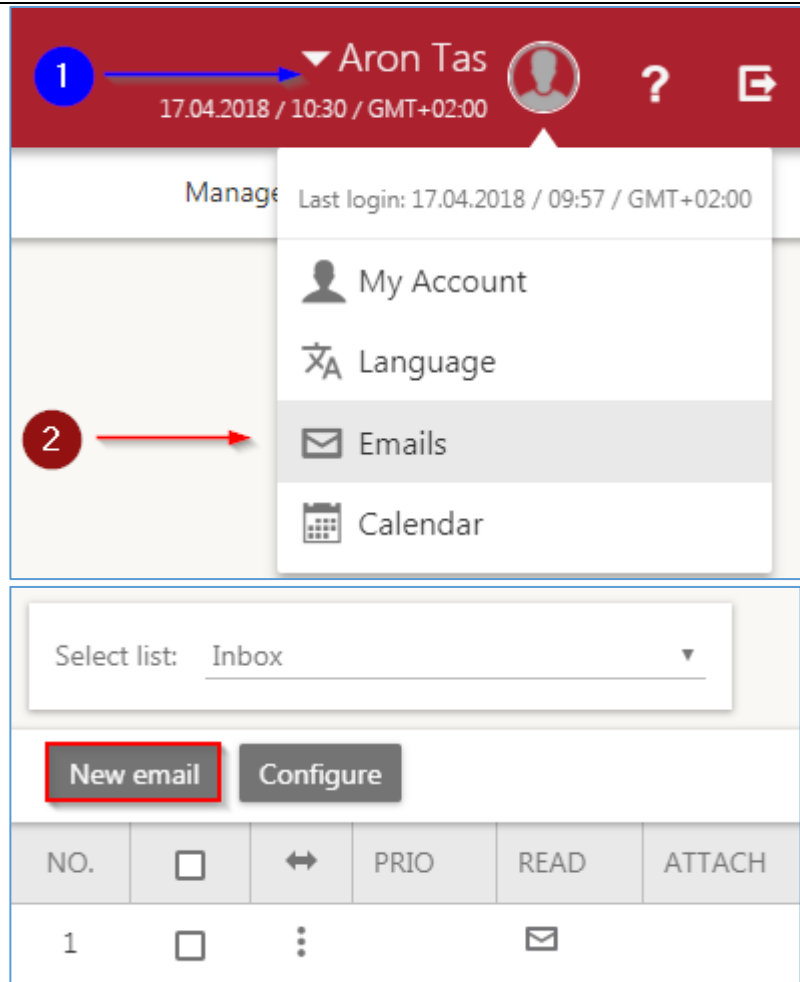 1
Aron Tas
?
17.04.2018 / 10:30 / GMT+02:00
Manage
Last login: 17.04.2018 / 09:57 / GMT+02:00
My Account
Language
2
Emails
Calendar
Select list: Inbox
New email Configure
NO. PRIO READ ATTACH
1